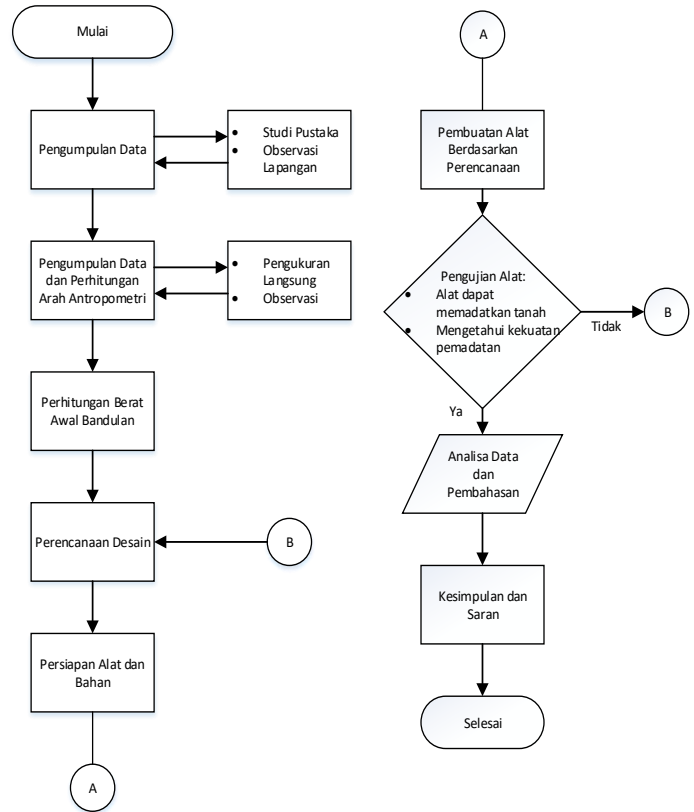 Mulai
Pengumpulan Data
• Studi Pustaka
• Observasi
Lapangan
Pengumpulan Data
dan Perhitungan
Arah Antropometri
• Pengukuran
Langsung
• Observasi
Perhitungan Berat
Awal Bandulan
Perencanaan Desain
B
Persiapan Alat dan
Bahan
A
A
Pembuatan Alat
Berdasarkan
Perencanaan
Pengujian Alat:
• Alat dapat
memadatkan tanah
• Mengetahui kekuatan
pemadatan
Tidak
B
Ya
Analisa Data
dan
Pembahasan
Kesimpulan dan
Saran
Selesai